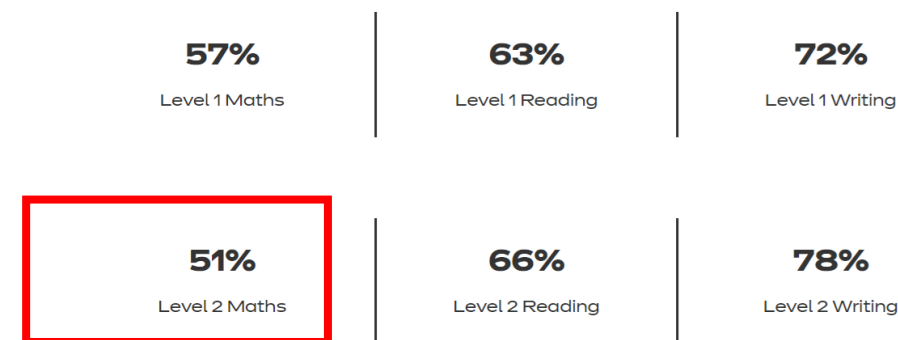 57% 63% 72%
Level 1 Maths Level 1 Reading Level 1 Writing
51% 66% 78%
Level 2 Maths Level 2 Reading Level 2 Writing